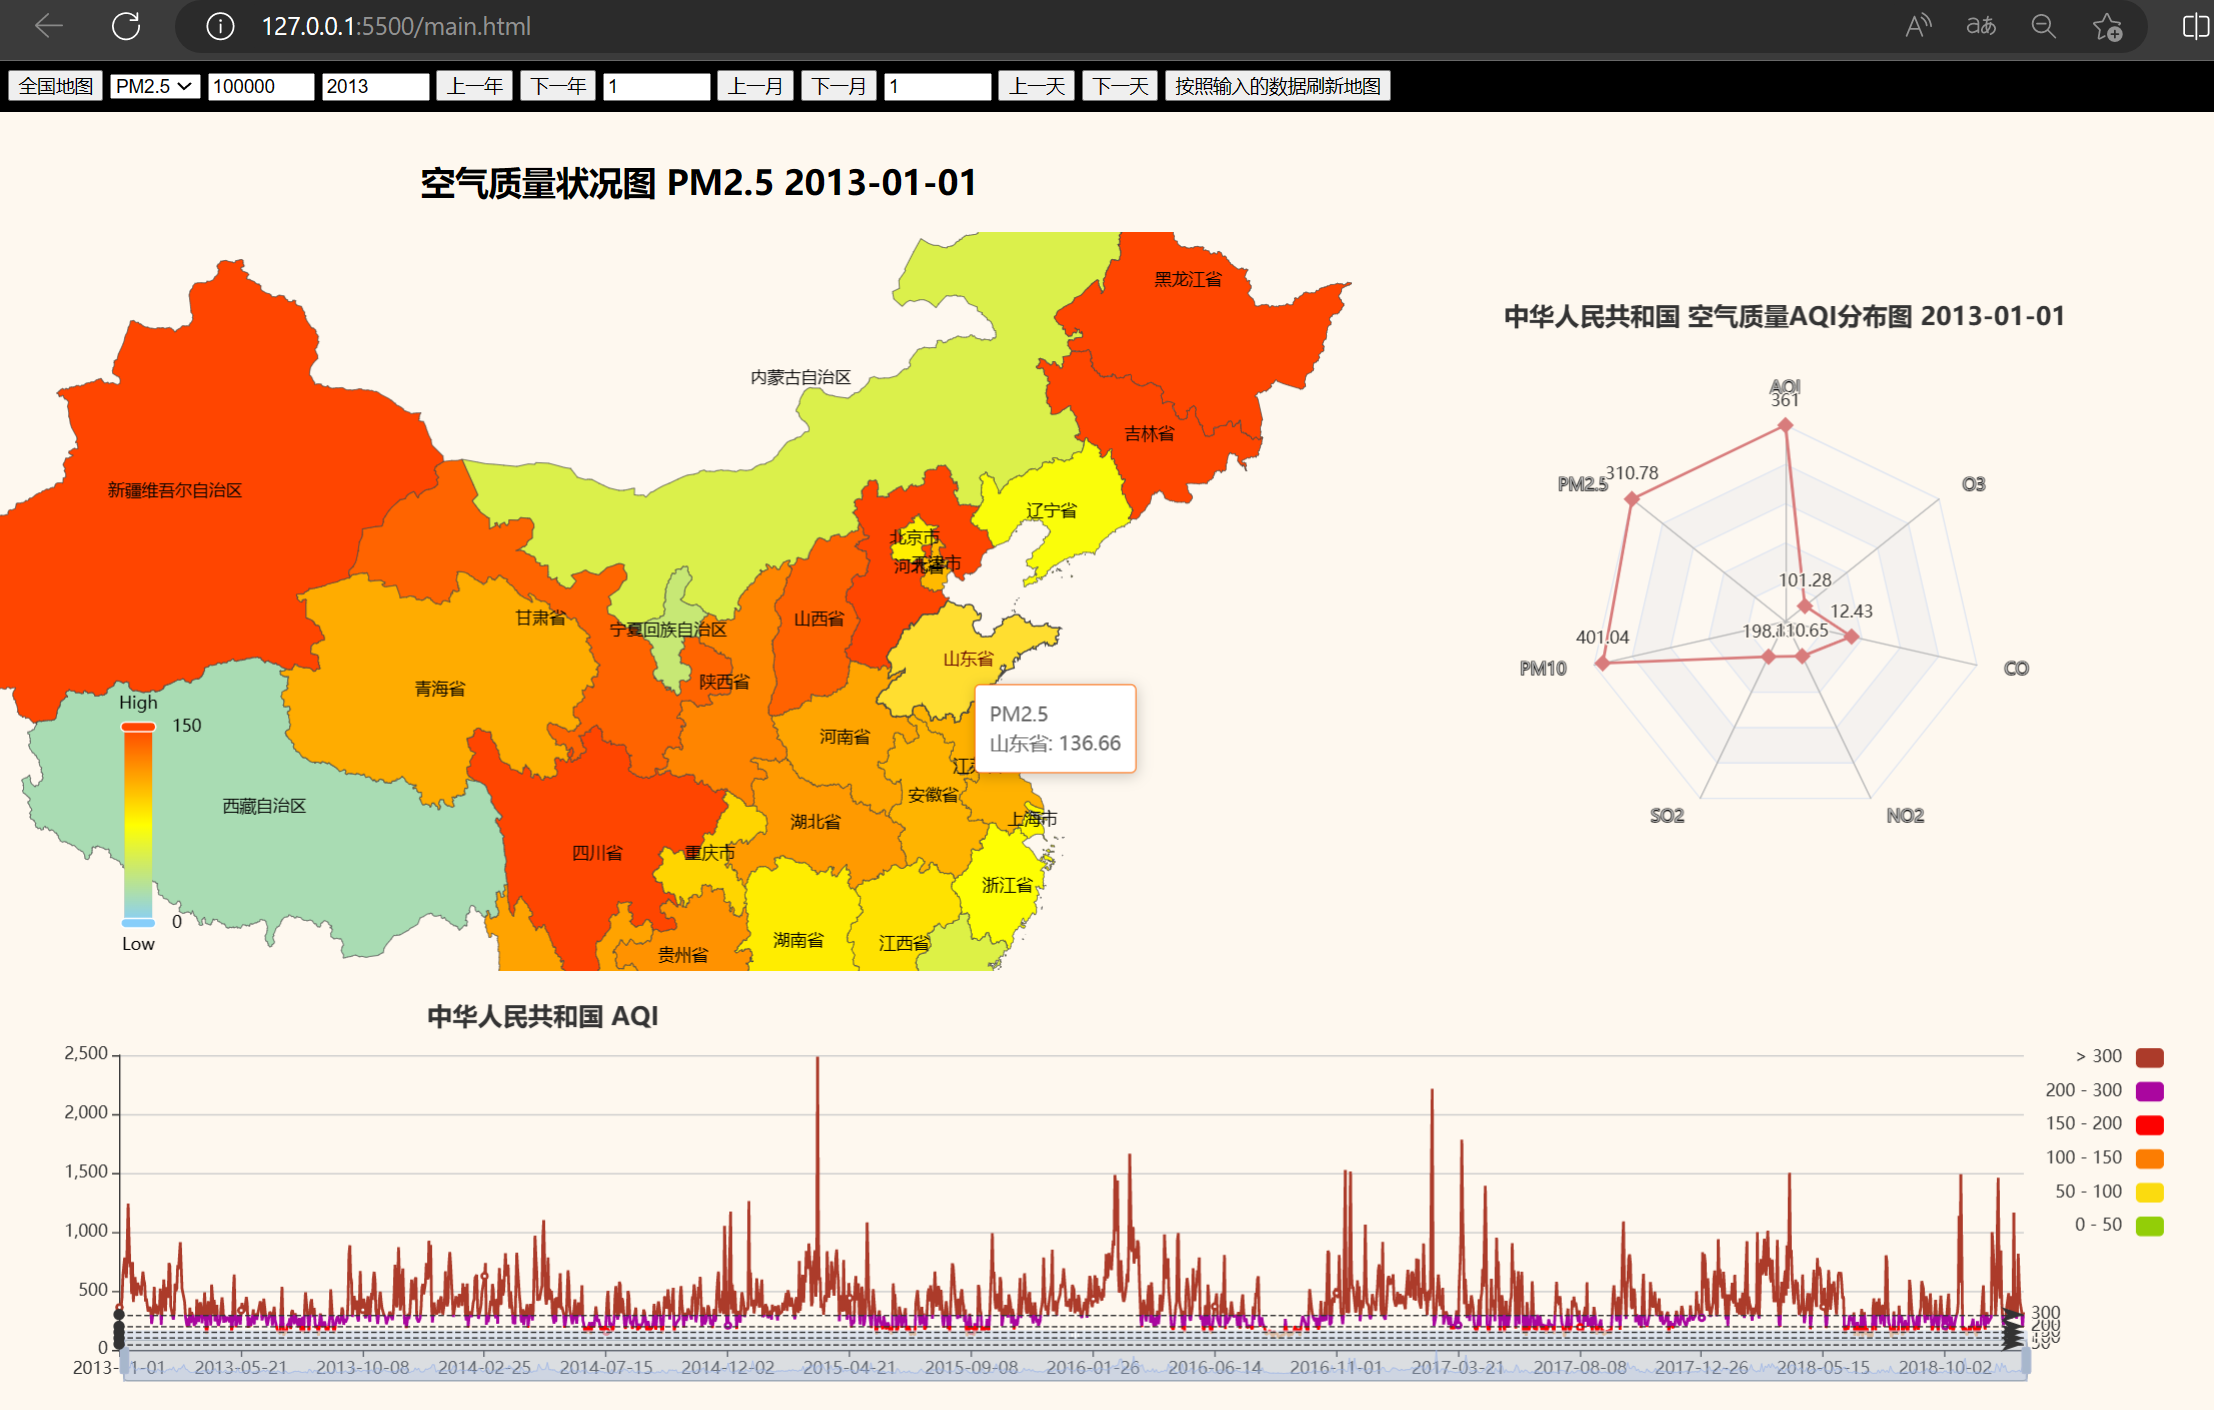 127.0.0.1:5500/main.html
全国地图 PM2.5 100000 2013 上一年 下一年 1 上一月 下一月 1 上一天 下一天 按照输入的数据刷新地图
空气质量状况图 PM2.5 2013-01-01
黑龙江省
内蒙古自治区
吉林省
新疆维吾尔自治区
辽宁省
北京市
天津市
河北省
甘肃省
宁夏回族自治区
山西省
山东省
青海省
陕西省
High
150
PM2.5
山东省: 136.66
河南省
西藏自治区
安徽省
湖北省
上海市
四川省
重庆市
浙江省
0
Low
贵州省
湖南省
江西省
中华人民共和国 空气质量AQI分布图 2013-01-01
AQI
361
PM2.5
310.78
O3
101.28
12.43
401.04
110.65
PM10
CO
SO2
NO2
中华人民共和国 AQI
2,500
2,000
1,500
1,000
500
0
> 300
200 - 300
150 - 200
100 - 150
50 - 100
0 - 50
300
200
2013-01-01 2013-05-21 2013-10-08 2014-02-25 2014-07-15 2014-12-02 2015-04-21 2015-09-08 2016-01-26 2016-06-14 2016-11-01 2017-03-21 2017-08-08 2017-12-26 2018-05-15 2018-10-02